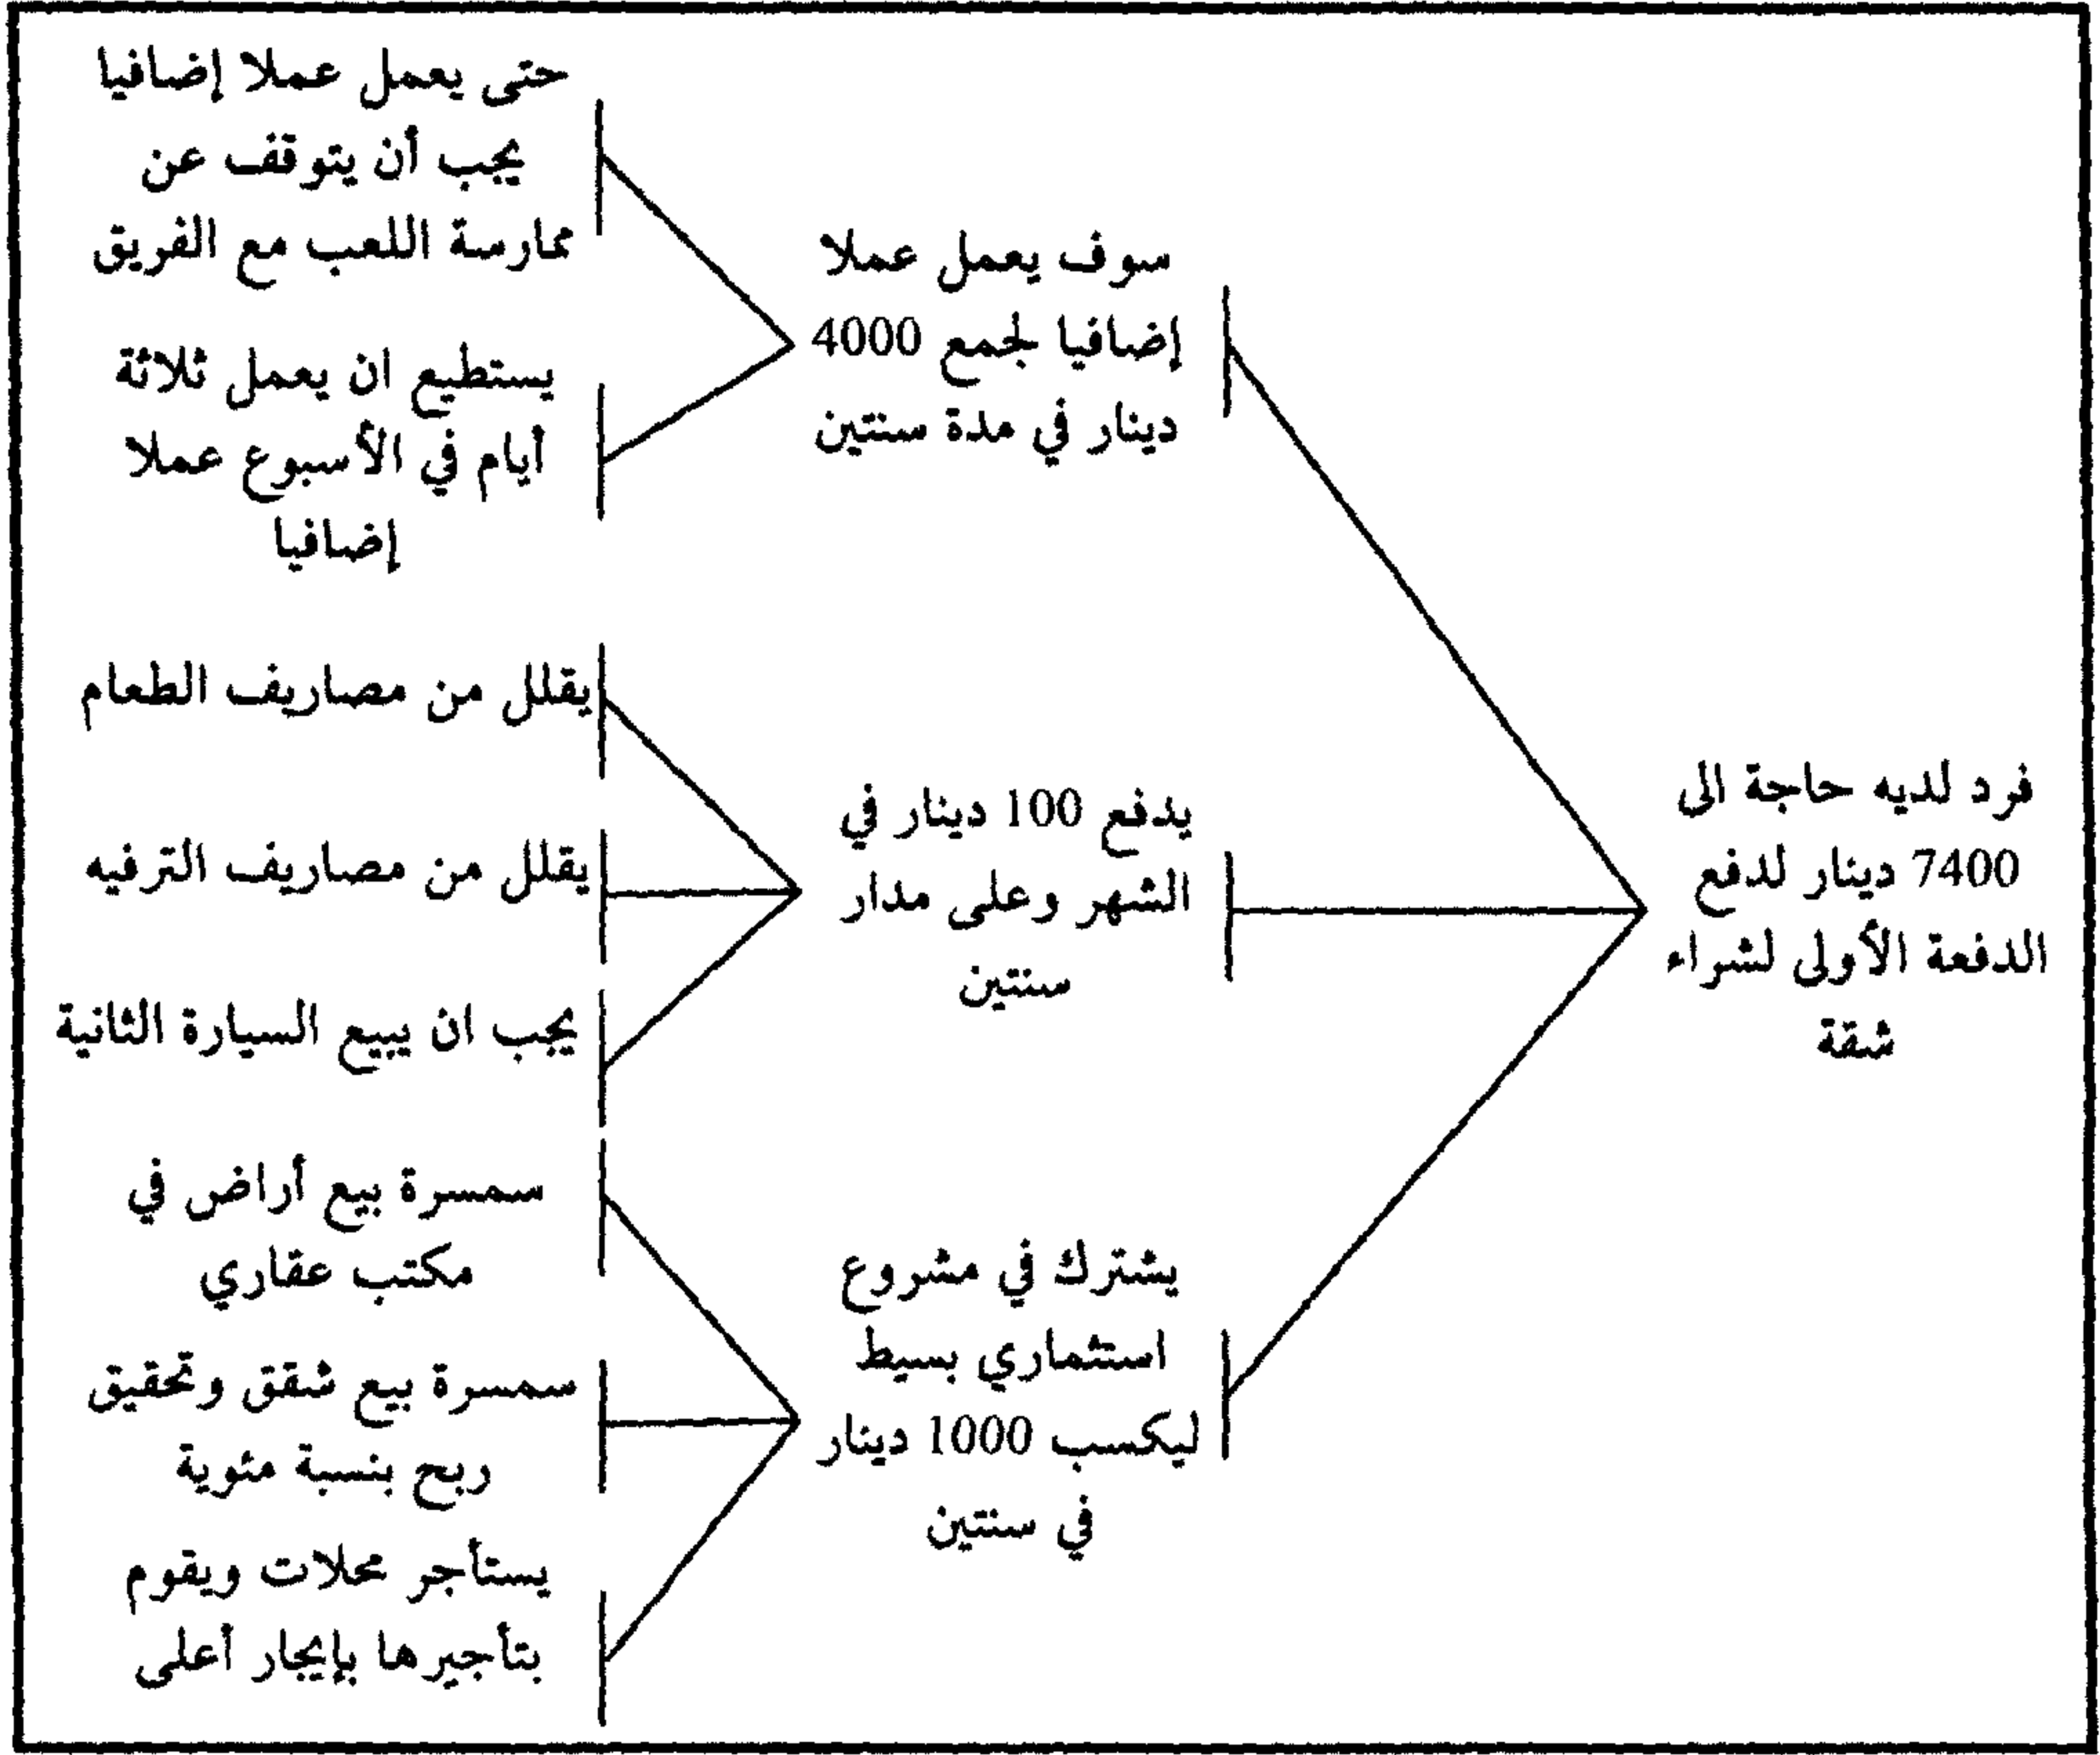 فرد لديه حاجة الى
7400 دينار لدفع
الدفعة الأولى لشراء
شقة
سوف يعمل عملا
إضافيا لجمع 4000
دينار في مدة سنتين
حتى يعمل عملا إضافيا
يجب أن يتوقف عن
ممارسة اللعب مع الفريق
يستطيع ان يعمل ثلاثة
أيام في الأسبوع عملا
إضافيا
يدفع 100 دينار في
الشهر وعلى مدار
سنتين
يقلل من مصاريف الطعام
يقلل من مصاريف الترفيه
يجب ان يبيع السيارة الثانية
يشترك في مشروع
استثماري بسيط
ليكسب 1000 دينار
في سنتين
سمسرة بيع أراض في
مكتب عقاري
سمسرة بيع شقق وتحقيق
ربح بنسبة مئوية
يستأجر محلات ويقوم
بتأجيرها بإيجار أعلى